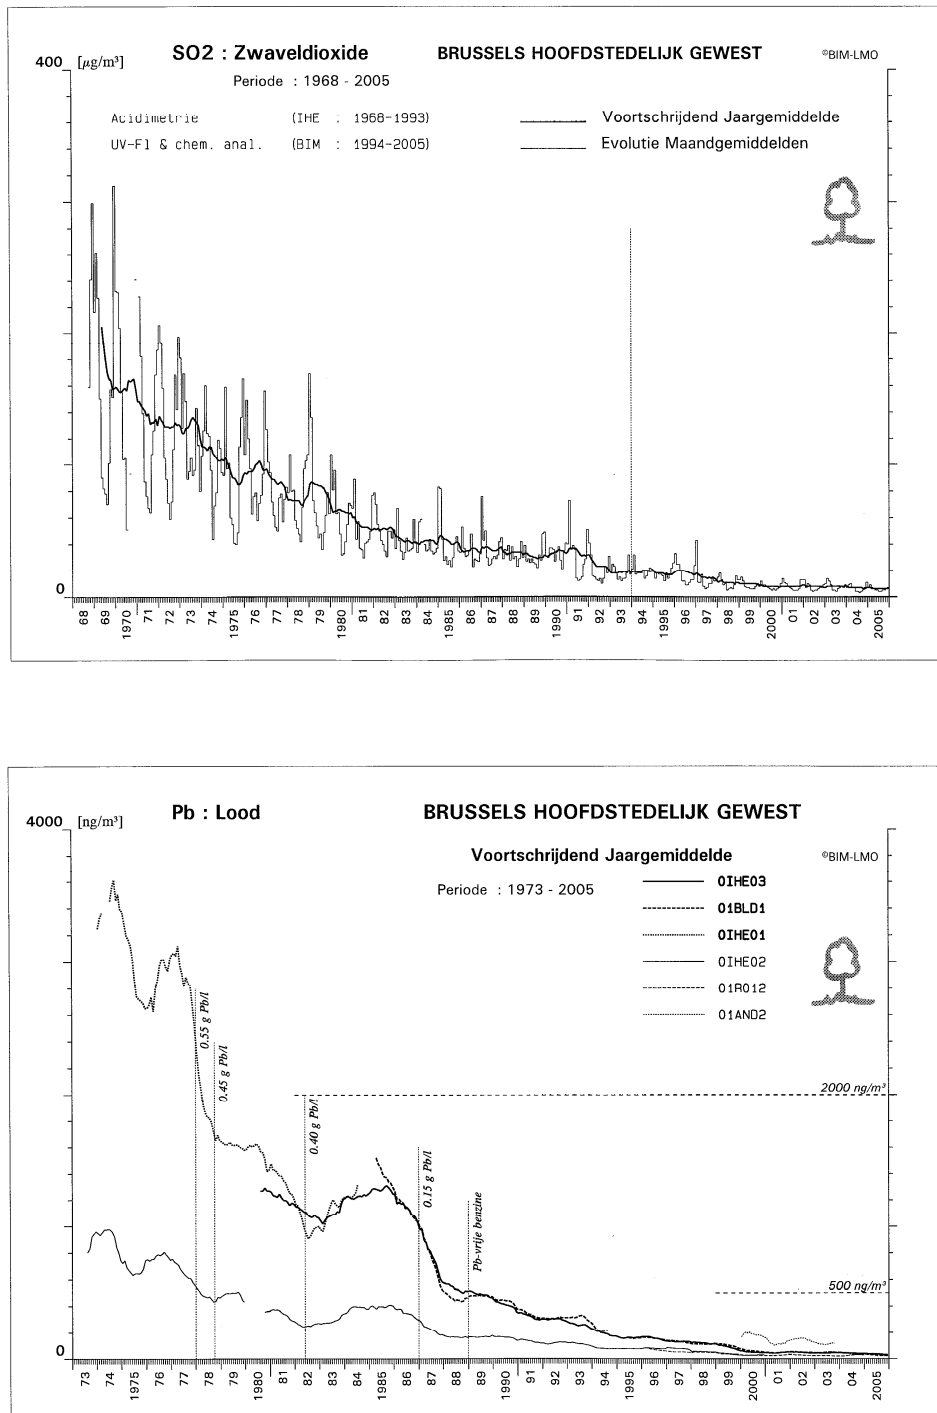 SO2 : Zwaveldioxide BRUSSELS HOOFDSTEDELIJK GEWEST ©BIM-LMO
400 [µg/m³]
Periode : 1968 - 2005
Acidimetrie (IHE : 1968-1993) Voortschrijdend Jaargemiddelde
UV-Fl & chem. anal. (BIM : 1994-2005) Evolutie Maandgemiddelden
0
68 69 1970 71 72 73 74 1975 76 77 78 79 1980 81 82 83 84 1985 86 87 88 89 1990 91 92 93 94 1995 96 97 98 99 2000 01 02 03 04 2005
Pb : Lood BRUSSELS HOOFDSTEDELIJK GEWEST
4000 [ng/m³]
Voortschrijdend Jaargemiddelde ©BIM-LMO
Periode : 1973 - 2005
0IHE03
01BLD1
0IHE01
0IHE02
01R012
01AND2
0.55 g Pb/l
0.45 g Pb/l
0.40 g Pb/l
0.15 g Pb/l
Pb-vrije benzine
2000 ng/m³
500 ng/m³
0
73 74 1975 76 77 78 79 1980 81 82 83 84 1985 86 87 88 89 1990 91 92 93 94 1995 96 97 98 99 2000 01 02 03 04 2005